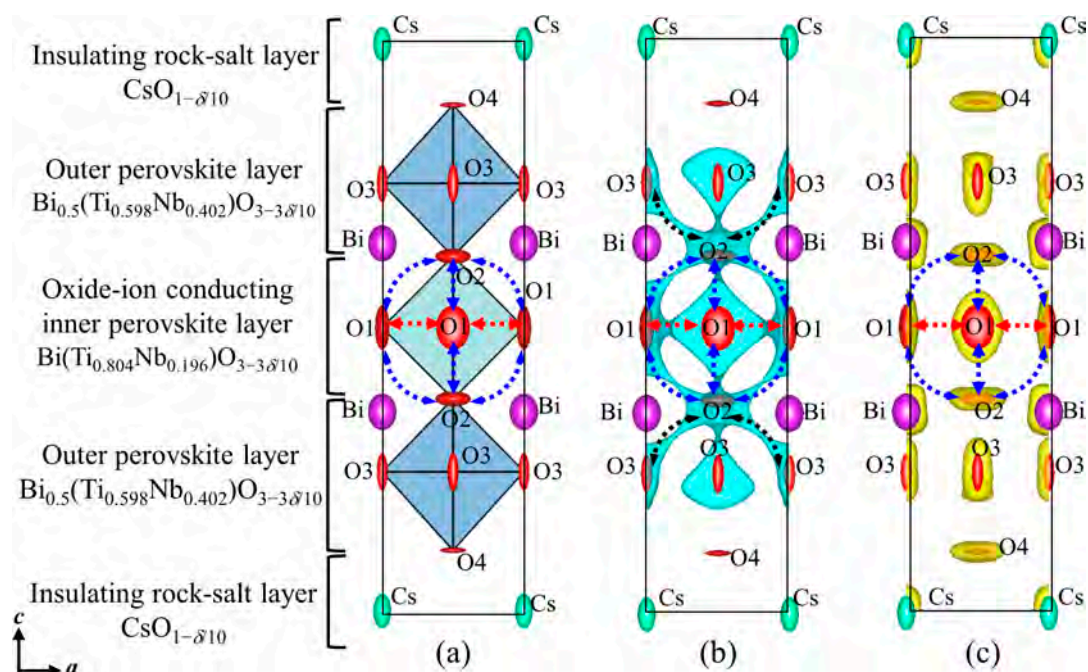 Insulating rock-salt layer
CsO1−δ/10
Outer perovskite layer
Bi0.5(Ti0.598Nb0.402)O3−3δ/10
Oxide-ion conducting
inner perovskite layer
Bi(Ti0.804Nb0.196)O3−3δ/10
Outer perovskite layer
Bi0.5(Ti0.598Nb0.402)O3−3δ/10
Insulating rock-salt layer
CsO1−δ/10
c
a
Cs Cs
O4
O3 O3 O3
Bi Bi
O2
O1
O1 O1
Bi Bi
O2
O3 O3 O3
O4
Cs Cs
(a)
Cs Cs
O4
O3 O3 O3
Bi Bi
O2
O1 O1 O1
Bi Bi
O2
O3 O3 O3
O4
Cs Cs
(b)
Cs Cs
O4
O3 O3 O3
Bi Bi
O2
O1 O1 O1
Bi Bi
O2
O3 O3 O3
O4
Cs Cs
(c)